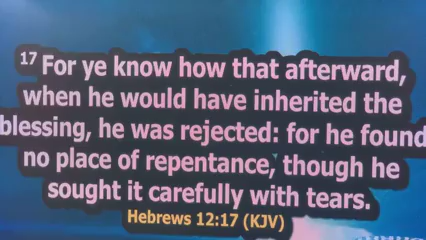 17 For ye know how that afterward,
when he would have inherited the
blessing, he was rejected: for he found
no place of repentance, though he
sought it carefully with tears.
Hebrews 12:17 (KJV)